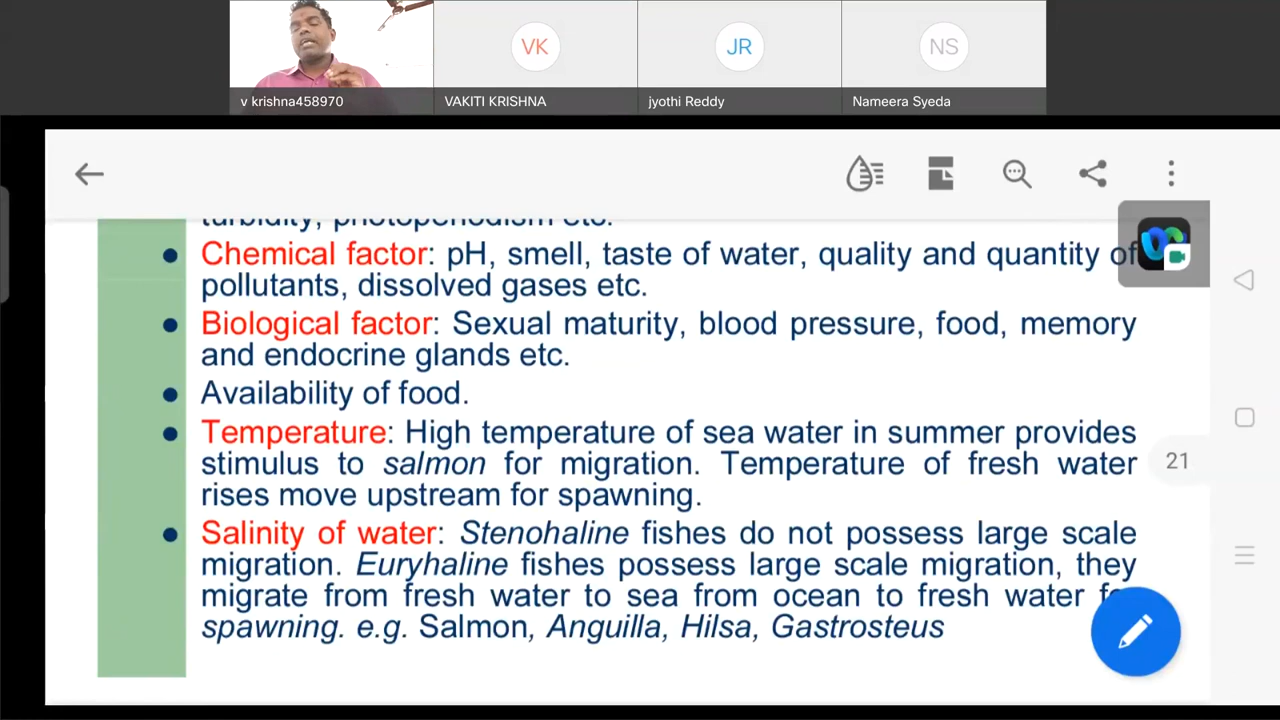 VK
JR
NS
v krishna458970
VAKITI KRISHNA
jyothi Reddy
Nameera Syeda
turbidity, photoperiodism etc.
Chemical factor: pH, smell, taste of water, quality and quantity of
pollutants, dissolved gases etc.
Biological factor: Sexual maturity, blood pressure, food, memory
and endocrine glands etc.
Availability of food.
Temperature: High temperature of sea water in summer provides
stimulus to salmon for migration. Temperature of fresh water
rises move upstream for spawning.
21
Salinity of water: Stenohaline fishes do not possess large scale
migration. Euryhaline fishes possess large scale migration, they
migrate from fresh water to sea from ocean to fresh water
spawning. e.g. Salmon, Anguilla, Hilsa, Gastrosteus